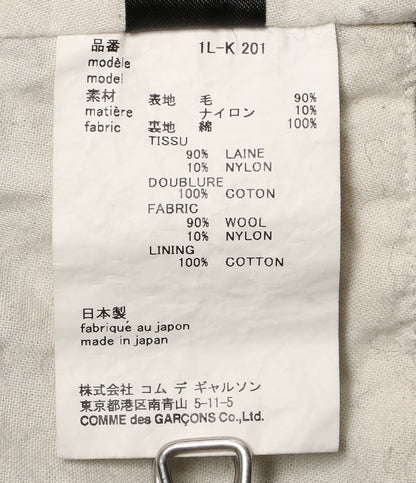 品番 1L-K 201
modèle
model
素材 表地 毛 90%
matière ナイロン 10%
fabric 裏地 綿 100%
TISSU
90% LAINE
10% NYLON
DOUBLURE
100% COTON
FABRIC
90% WOOL
10% NYLON
LINING
100% COTTON
日本製
fabriqué au japon
made in japan
株式会社 コム デ ギャルソン
東京都港区南青山 5-11-5
COMME des GARÇONS Co.,Ltd.